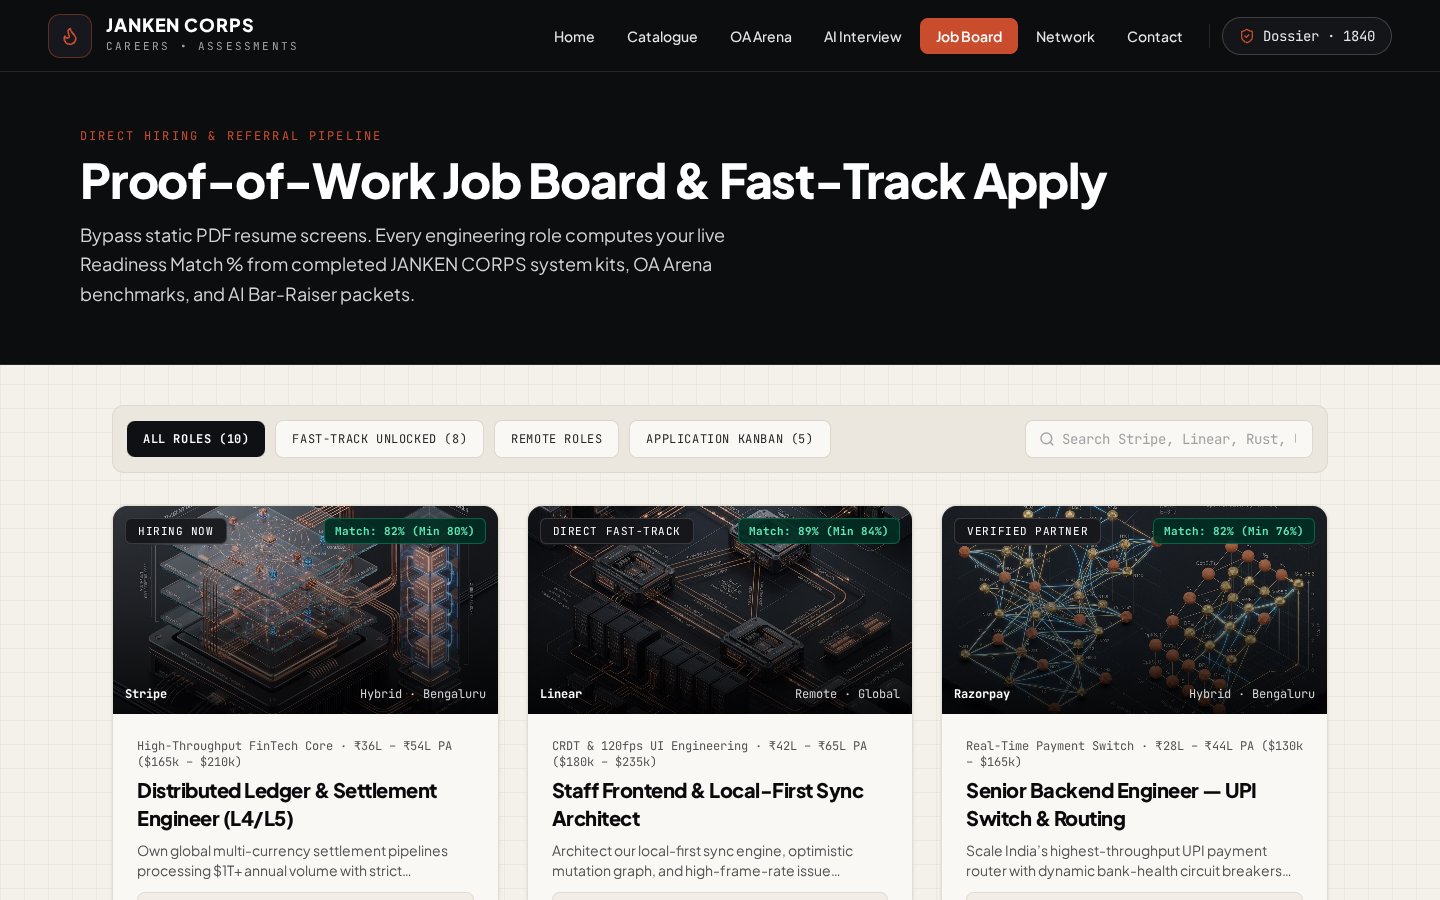 JANKEN CORPS
CAREERS • ASSESSMENTS
Home
Catalogue
OA Arena
AI Interview
Job Board
Network
Contact
Dossier · 1840
DIRECT HIRING & REFERRAL PIPELINE
Proof-of-Work Job Board & Fast-Track Apply
Bypass static PDF resume screens. Every engineering role computes your live
Readiness Match % from completed JANKEN CORPS system kits, OA Arena
benchmarks, and AI Bar-Raiser packets.
ALL ROLES (10)
FAST-TRACK UNLOCKED (8)
REMOTE ROLES
APPLICATION KANBAN (5)
Search Stripe, Linear, Rust,
HIRING NOW
Match: 82% (Min 80%)
Stripe
Hybrid · Bengaluru
High-Throughput FinTech Core · ₹36L – ₹54L PA
($165k – $210k)
Distributed Ledger & Settlement
Engineer (L4/L5)
Own global multi-currency settlement pipelines
processing $1T+ annual volume with strict…
DIRECT FAST-TRACK
Match: 89% (Min 84%)
Linear
Remote · Global
CRDT & 120fps UI Engineering · ₹42L – ₹65L PA
($180k – $235k)
Staff Frontend & Local-First Sync
Architect
Architect our local-first sync engine, optimistic
mutation graph, and high-frame-rate issue…
VERIFIED PARTNER
Match: 82% (Min 76%)
Razorpay
Hybrid · Bengaluru
Real-Time Payment Switch · ₹28L – ₹44L PA ($130k
– $165k)
Senior Backend Engineer — UPI
Switch & Routing
Scale India's highest-throughput UPI payment
router with dynamic bank-health circuit breakers…